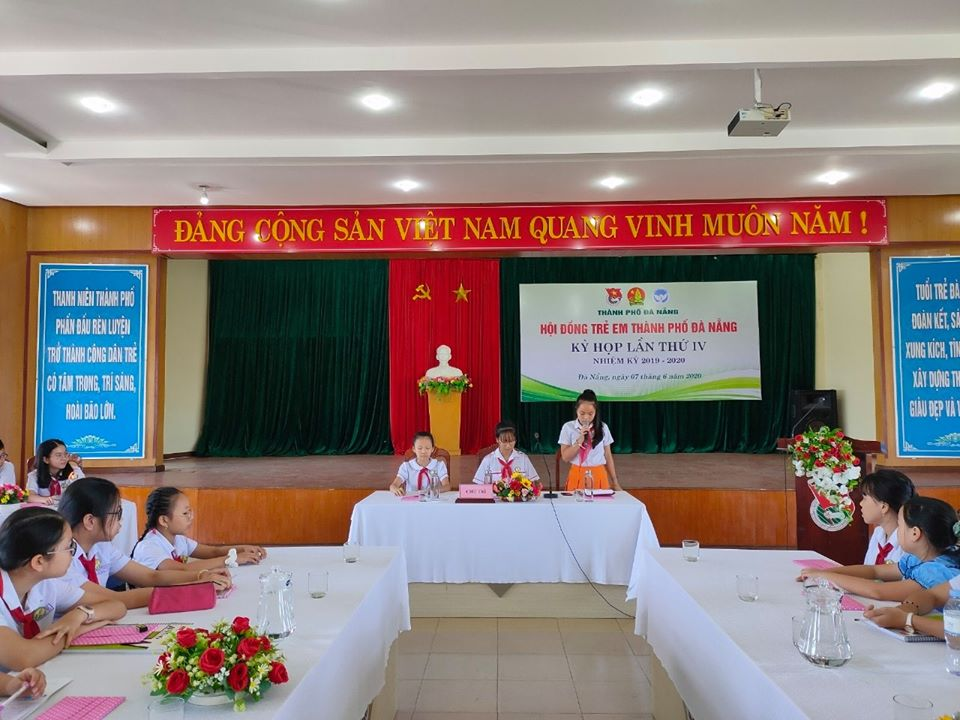 ĐẢNG CỘNG SẢN VIỆT NAM QUANG VINH MUÔN NĂM !
THANH NIÊN THÀNH PHỐ
PHẤN ĐẤU RÈN LUYỆN
TRỞ THÀNH CÔNG DÂN TRẺ
CÓ TÂM TRONG, TRÍ SÁNG,
HOÀI BÃO LỚN.
THÀNH PHỐ ĐÀ NẴNG
HỘI ĐỒNG TRẺ EM THÀNH PHỐ ĐÀ NẴNG
KỲ HỌP LẦN THỨ IV
NHIỆM KỲ 2019 - 2020
Đà Nẵng, ngày 07 tháng 6 năm 2020
TUỔI TRẺ ĐÀ
ĐOÀN KẾT, SÁ
XUNG KÍCH, TÌN
XÂY DỰNG TH
GIÀU ĐẸP VÀ V
CHỦ TRÌ